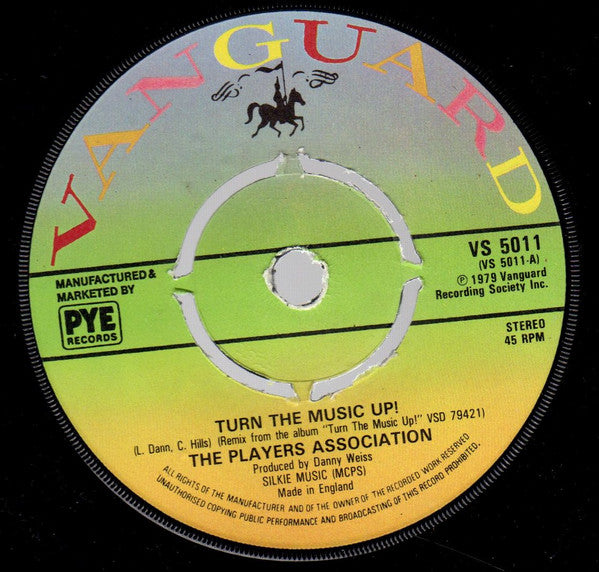 VANGUARD
MANUFACTURED &
MARKETED BY
PYE
RECORDS
VS 5011
(VS 5011-A)
℗ 1979 Vanguard
Recording Society Inc.
STEREO
45 RPM
TURN THE MUSIC UP!
(L. Dann, C. Hills) (Remix from the album "Turn The Music Up!" VSD 79421)
THE PLAYERS ASSOCIATION
Produced by Danny Weiss
SILKIE MUSIC (MCPS)
Made in England
ALL RIGHTS OF THE MANUFACTURER AND OF THE OWNER OF THE RECORDED WORK RESERVED
UNAUTHORISED COPYING PUBLIC PERFORMANCE AND BROADCASTING OF THIS RECORD PROHIBITED.